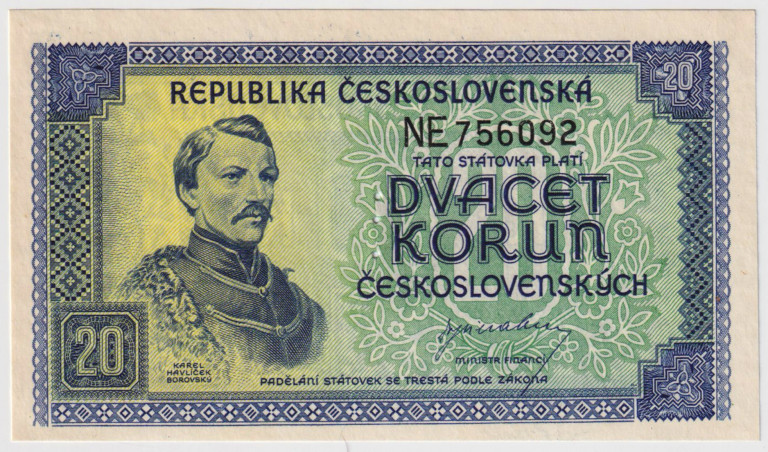 20
REPUBLIKA ČESKOSLOVENSKÁ
NE 756092
TATO STÁTOVKA PLATÍ
DVACET
KORUN
ČESKOSLOVENSKÝCH
MINISTR FINANCÍ
20
KAREL
HAVLÍČEK
BOROVSKÝ
PADĚLÁNÍ STÁTOVEK SE TRESTÁ PODLE ZÁKONA